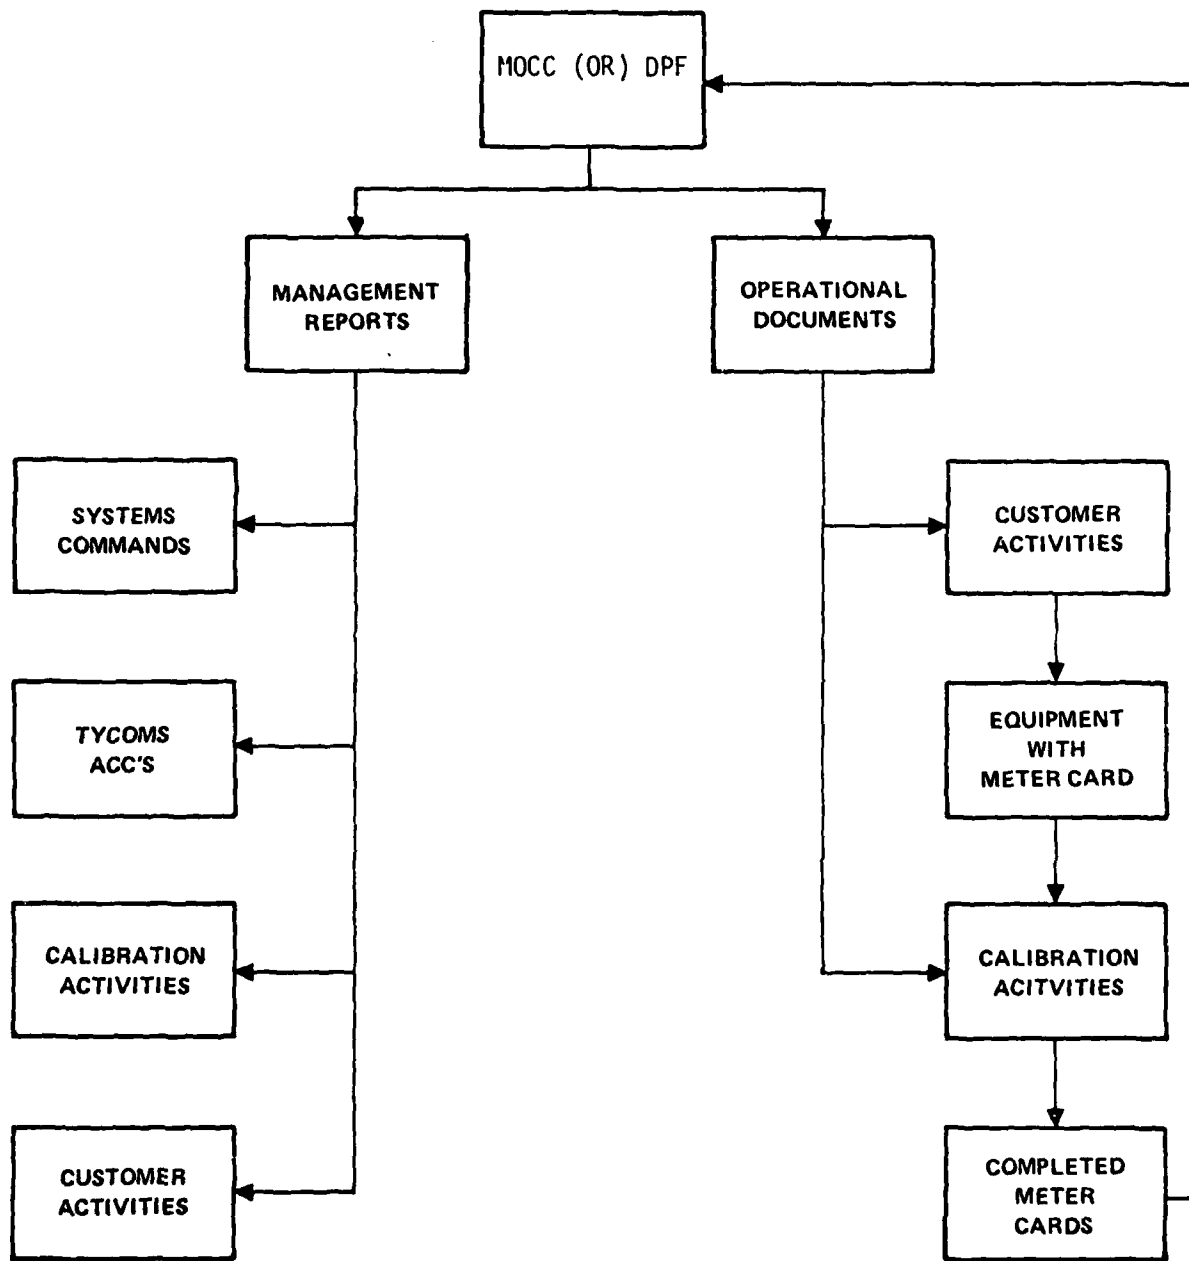 MOCC (OR) DPF
MANAGEMENT
REPORTS
OPERATIONAL
DOCUMENTS
SYSTEMS
COMMANDS
CUSTOMER
ACTIVITIES
TYCOMS
ACC'S
EQUIPMENT
WITH
METER CARD
CALIBRATION
ACTIVITIES
CALIBRATION
ACITVITIES
CUSTOMER
ACTIVITIES
COMPLETED
METER
CARDS